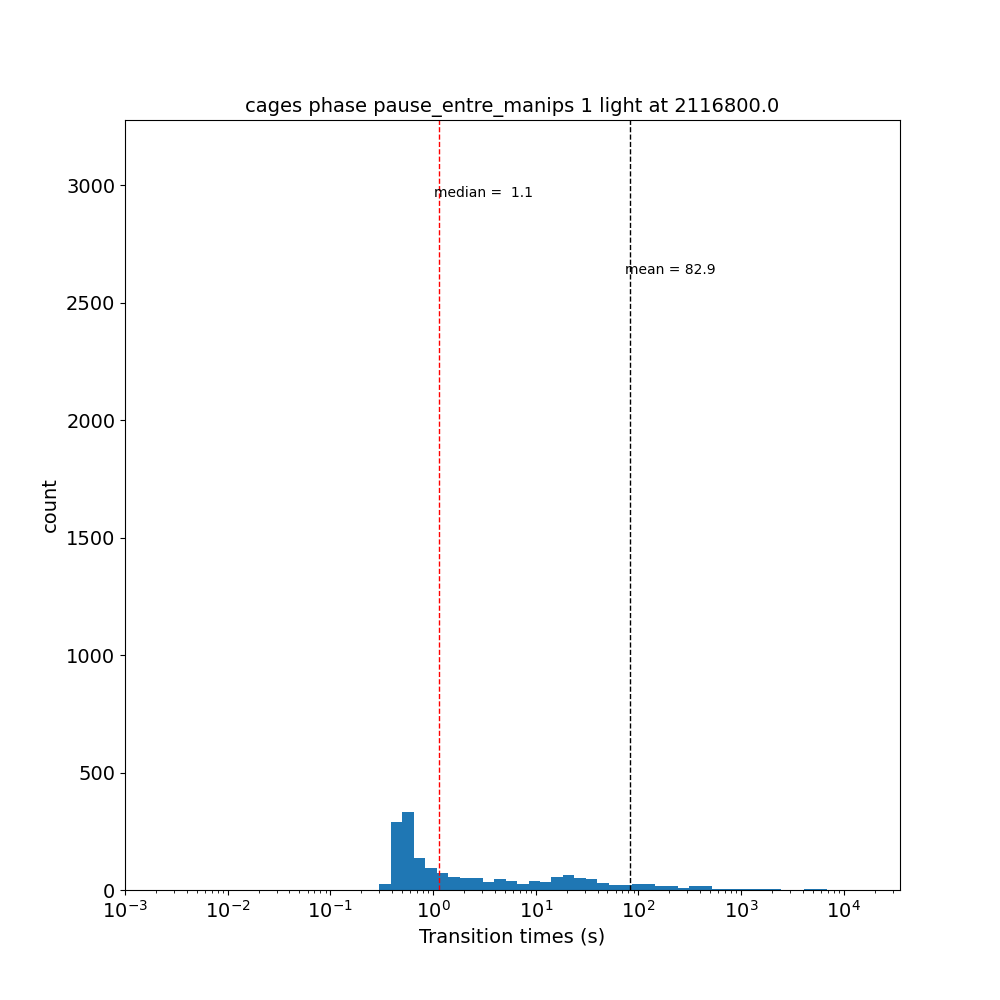 cages phase pause_entre_manips 1 light at 2116800.0
3000
median =  1.1
mean = 82.9
2500
2000
1500
count
1000
500
0
10⁻³ 10⁻² 10⁻¹ 10⁰ 10¹ 10² 10³ 10⁴
Transition times (s)